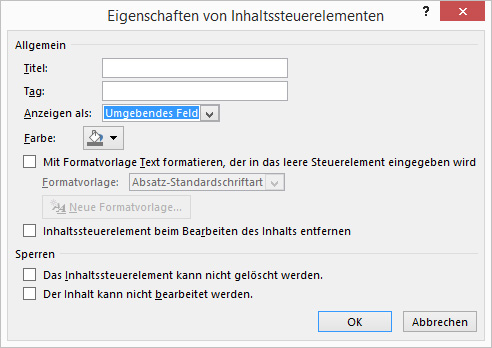 Eigenschaften von Inhaltssteuerelementen ? ×
Allgemein
Titel:
Tag:
Anzeigen als: Umgebendes Feld
Farbe:
Mit Formatvorlage Text formatieren, der in das leere Steuerelement eingegeben wird
Formatvorlage: Absatz-Standardschriftart
Neue Formatvorlage...
Inhaltssteuerelement beim Bearbeiten des Inhalts entfernen
Sperren
Das Inhaltssteuerelement kann nicht gelöscht werden.
Der Inhalt kann nicht bearbeitet werden.
OK Abbrechen